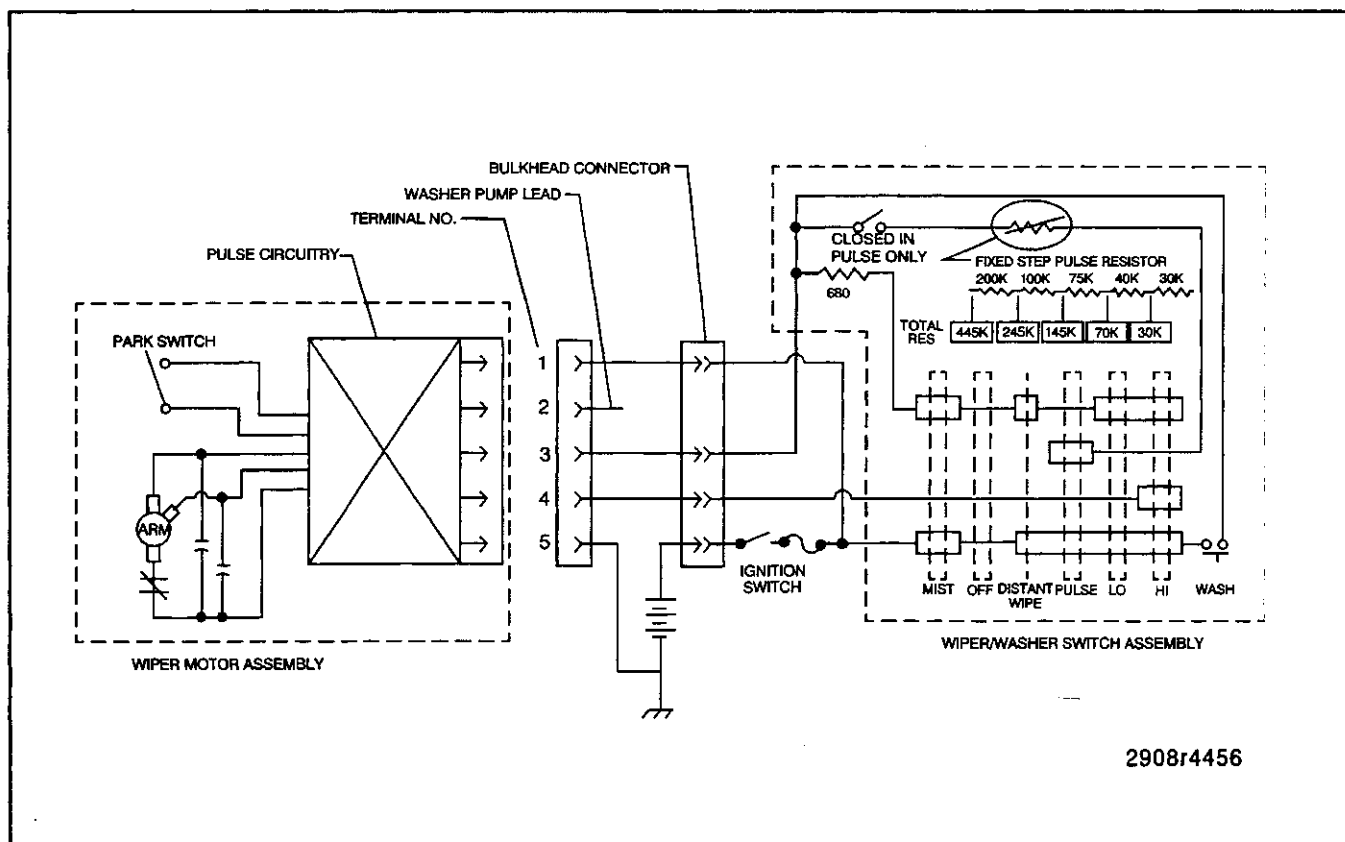 BULKHEAD CONNECTOR
WASHER PUMP LEAD
TERMINAL NO.
PULSE CIRCUITRY
PARK SWITCH
ARM
WIPER MOTOR ASSEMBLY
1
2
3
4
5
IGNITION
SWITCH
CLOSED IN
PULSE ONLY
FIXED STEP PULSE RESISTOR
680
200K 100K 75K 40K 30K
TOTAL
RES
445K 245K 145K 70K 30K
MIST OFF DISTANT PULSE LO HI WASH
WIPE
WIPER/WASHER SWITCH ASSEMBLY
2908r4456